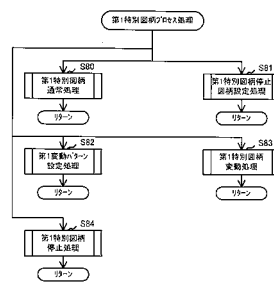 第1特別図柄プロセス処理
S80
第1特別図柄
通常処理
リターン
S81
第1特別図柄停止
図柄設定処理
リターン
S82
第1変動パターン
設定処理
リターン
S83
第1特別図柄
変動処理
リターン
S84
第1特別図柄
停止処理
リターン